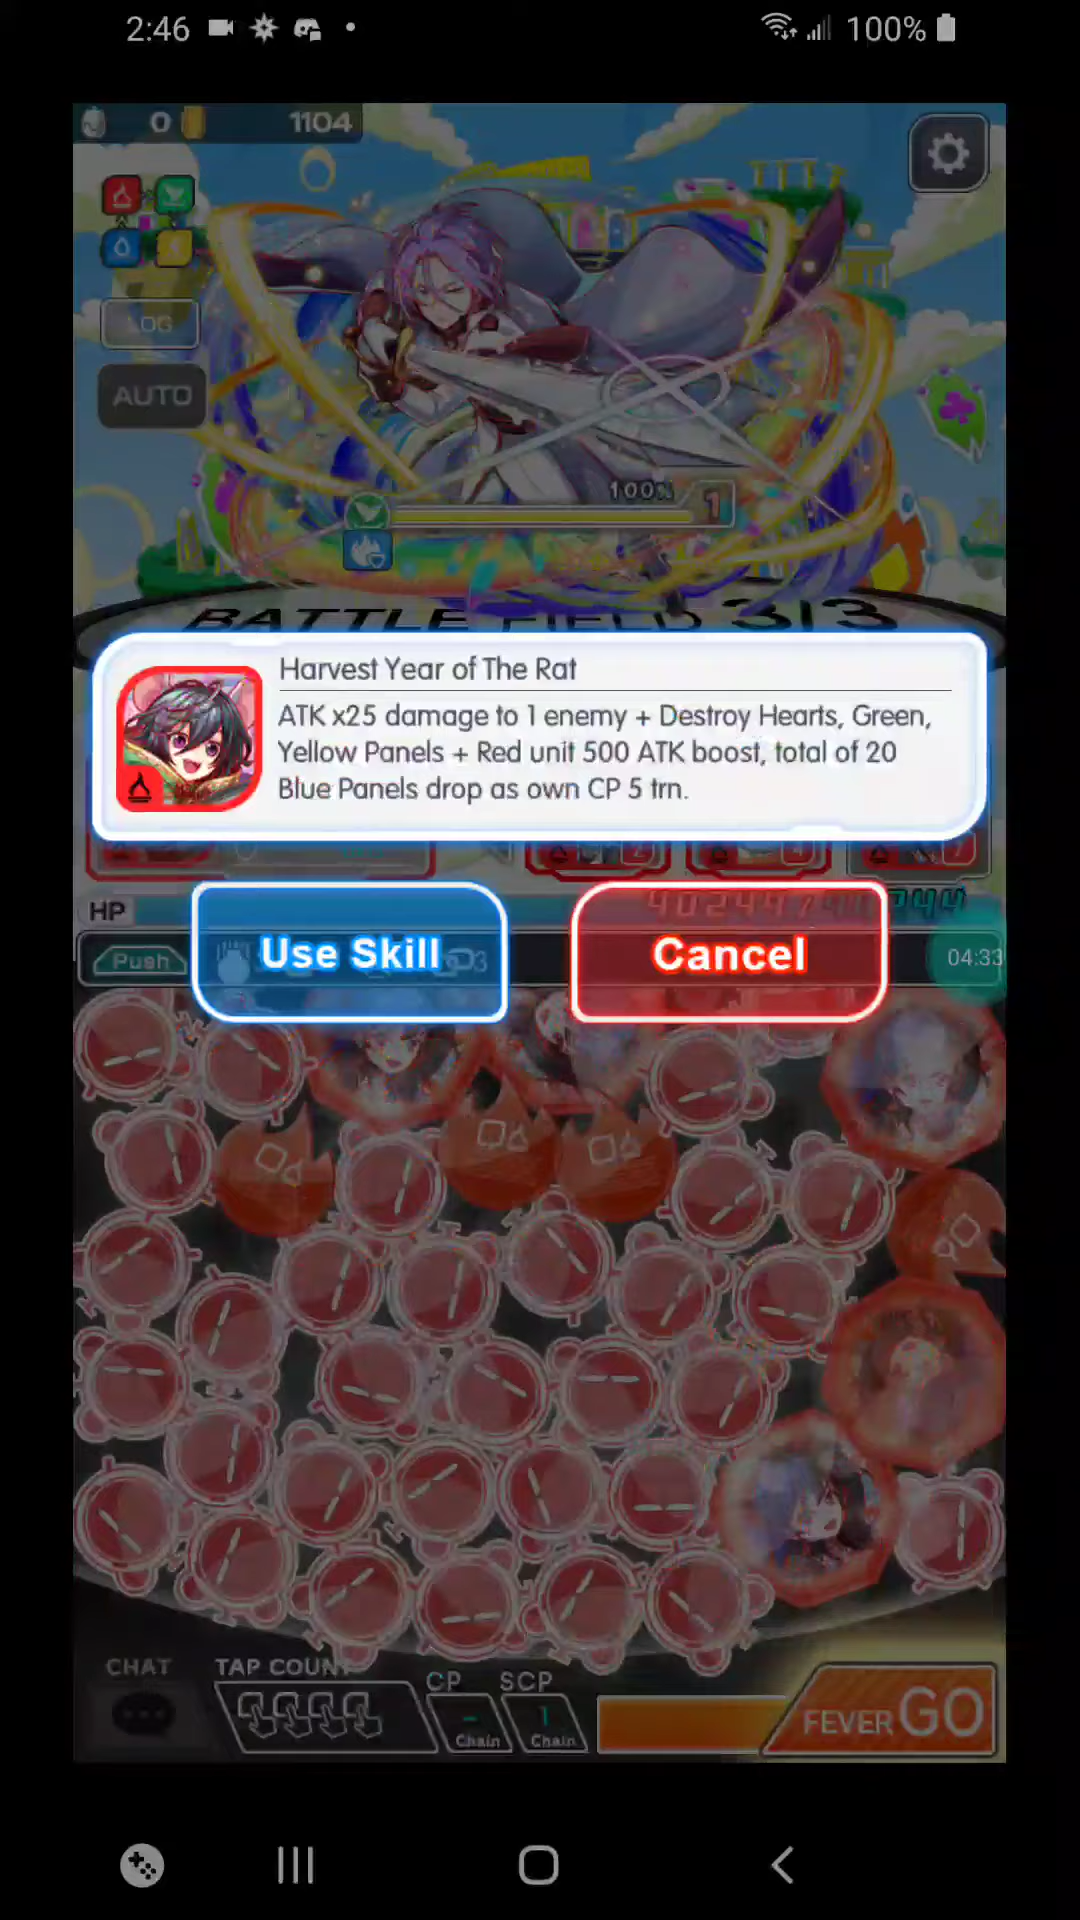 2:46
100%
0 1104
LOG
AUTO
100% 1
BATTLE FIELD 3/3
Harvest Year of The Rat
ATK x25 damage to 1 enemy + Destroy Hearts, Green,
Yellow Panels + Red unit 500 ATK boost, total of 20
Blue Panels drop as own CP 5 trn.
HP
Use Skill
Cancel
Push
04:33
CHAT
TAP COUNT
CP
SCP
- 1
Chain Chain
FEVER GO